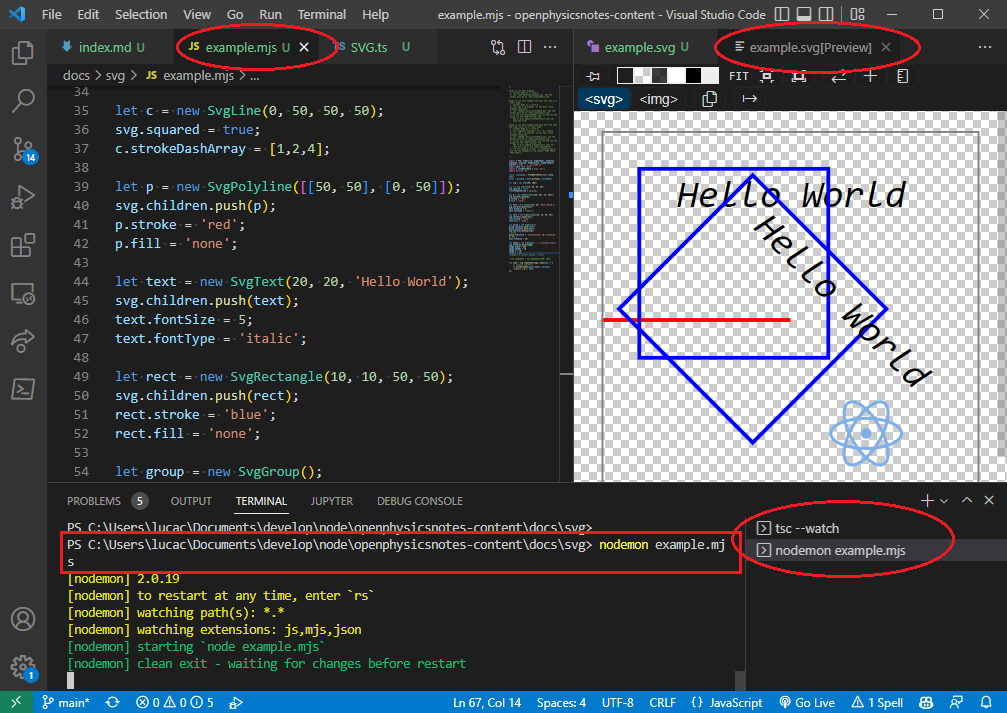 File Edit Selection View Go Run Terminal Help example.mjs - openphysicsnotes-content - Visual Studio Code
index.md U JS example.mjs U SVG.ts U example.svg U example.svg[Preview]
docs > svg > JS example.mjs > ...
FIT
<svg> <img>
34
35 let c = new SvgLine(0, 50, 50, 50);
36 svg.squared = true;
37 c.strokeDashArray = [1,2,4];
38
39 let p = new SvgPolyline([[50, 50], [0, 50]]);
40 svg.children.push(p);
41 p.stroke = 'red';
42 p.fill = 'none';
43
44 let text = new SvgText(20, 20, 'Hello World');
45 svg.children.push(text);
46 text.fontSize = 5;
47 text.fontType = 'italic';
48
49 let rect = new SvgRectangle(10, 10, 50, 50);
50 svg.children.push(rect);
51 rect.stroke = 'blue';
52 rect.fill = 'none';
53
54 let group = new SvgGroup();
Hello World
Hello World
14
1
PROBLEMS 5 OUTPUT TERMINAL JUPYTER DEBUG CONSOLE
PS C:\Users\lucac\Documents\develop\node\openphysicsnotes-content\docs\svg>
PS C:\Users\lucac\Documents\develop\node\openphysicsnotes-content\docs\svg> nodemon example.mj
s
[nodemon] 2.0.19
[nodemon] to restart at any time, enter `rs`
[nodemon] watching path(s): *.*
[nodemon] watching extensions: js,mjs,json
[nodemon] starting `node example.mjs`
[nodemon] clean exit - waiting for changes before restart
tsc --watch
nodemon example.mjs
main* 0 0 5 Ln 67, Col 14 Spaces: 4 UTF-8 CRLF {} JavaScript Go Live 1 Spell